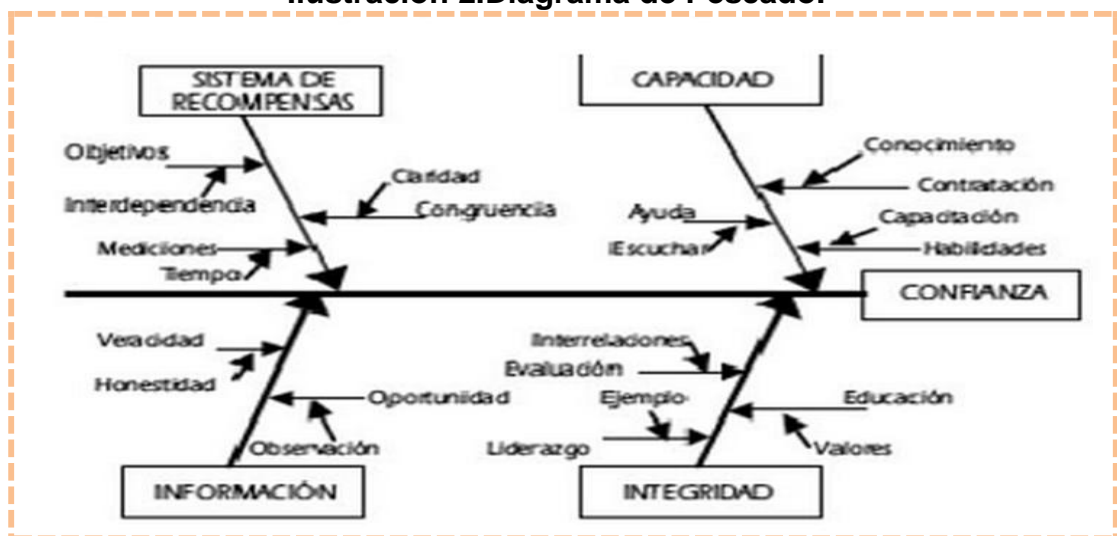 Ilustración 2.Diagrama de Pescado.
SISTEMA DE
RECOMPENSAS
CAPACIDAD
Objetivos
Interdependencia
Claridad
Congruencia
Mediciones
Tiempo
Conocimiento
Contratación
Ayuda
Escuchar
Capacitación
Habilidades
CONFIANZA
Veracidad
Honestidad
Oportunidad
Observación
Interrelaciones
Evaluación
Ejemplo
Liderazgo
Educación
Valores
INFORMACIÓN
INTEGRIDAD